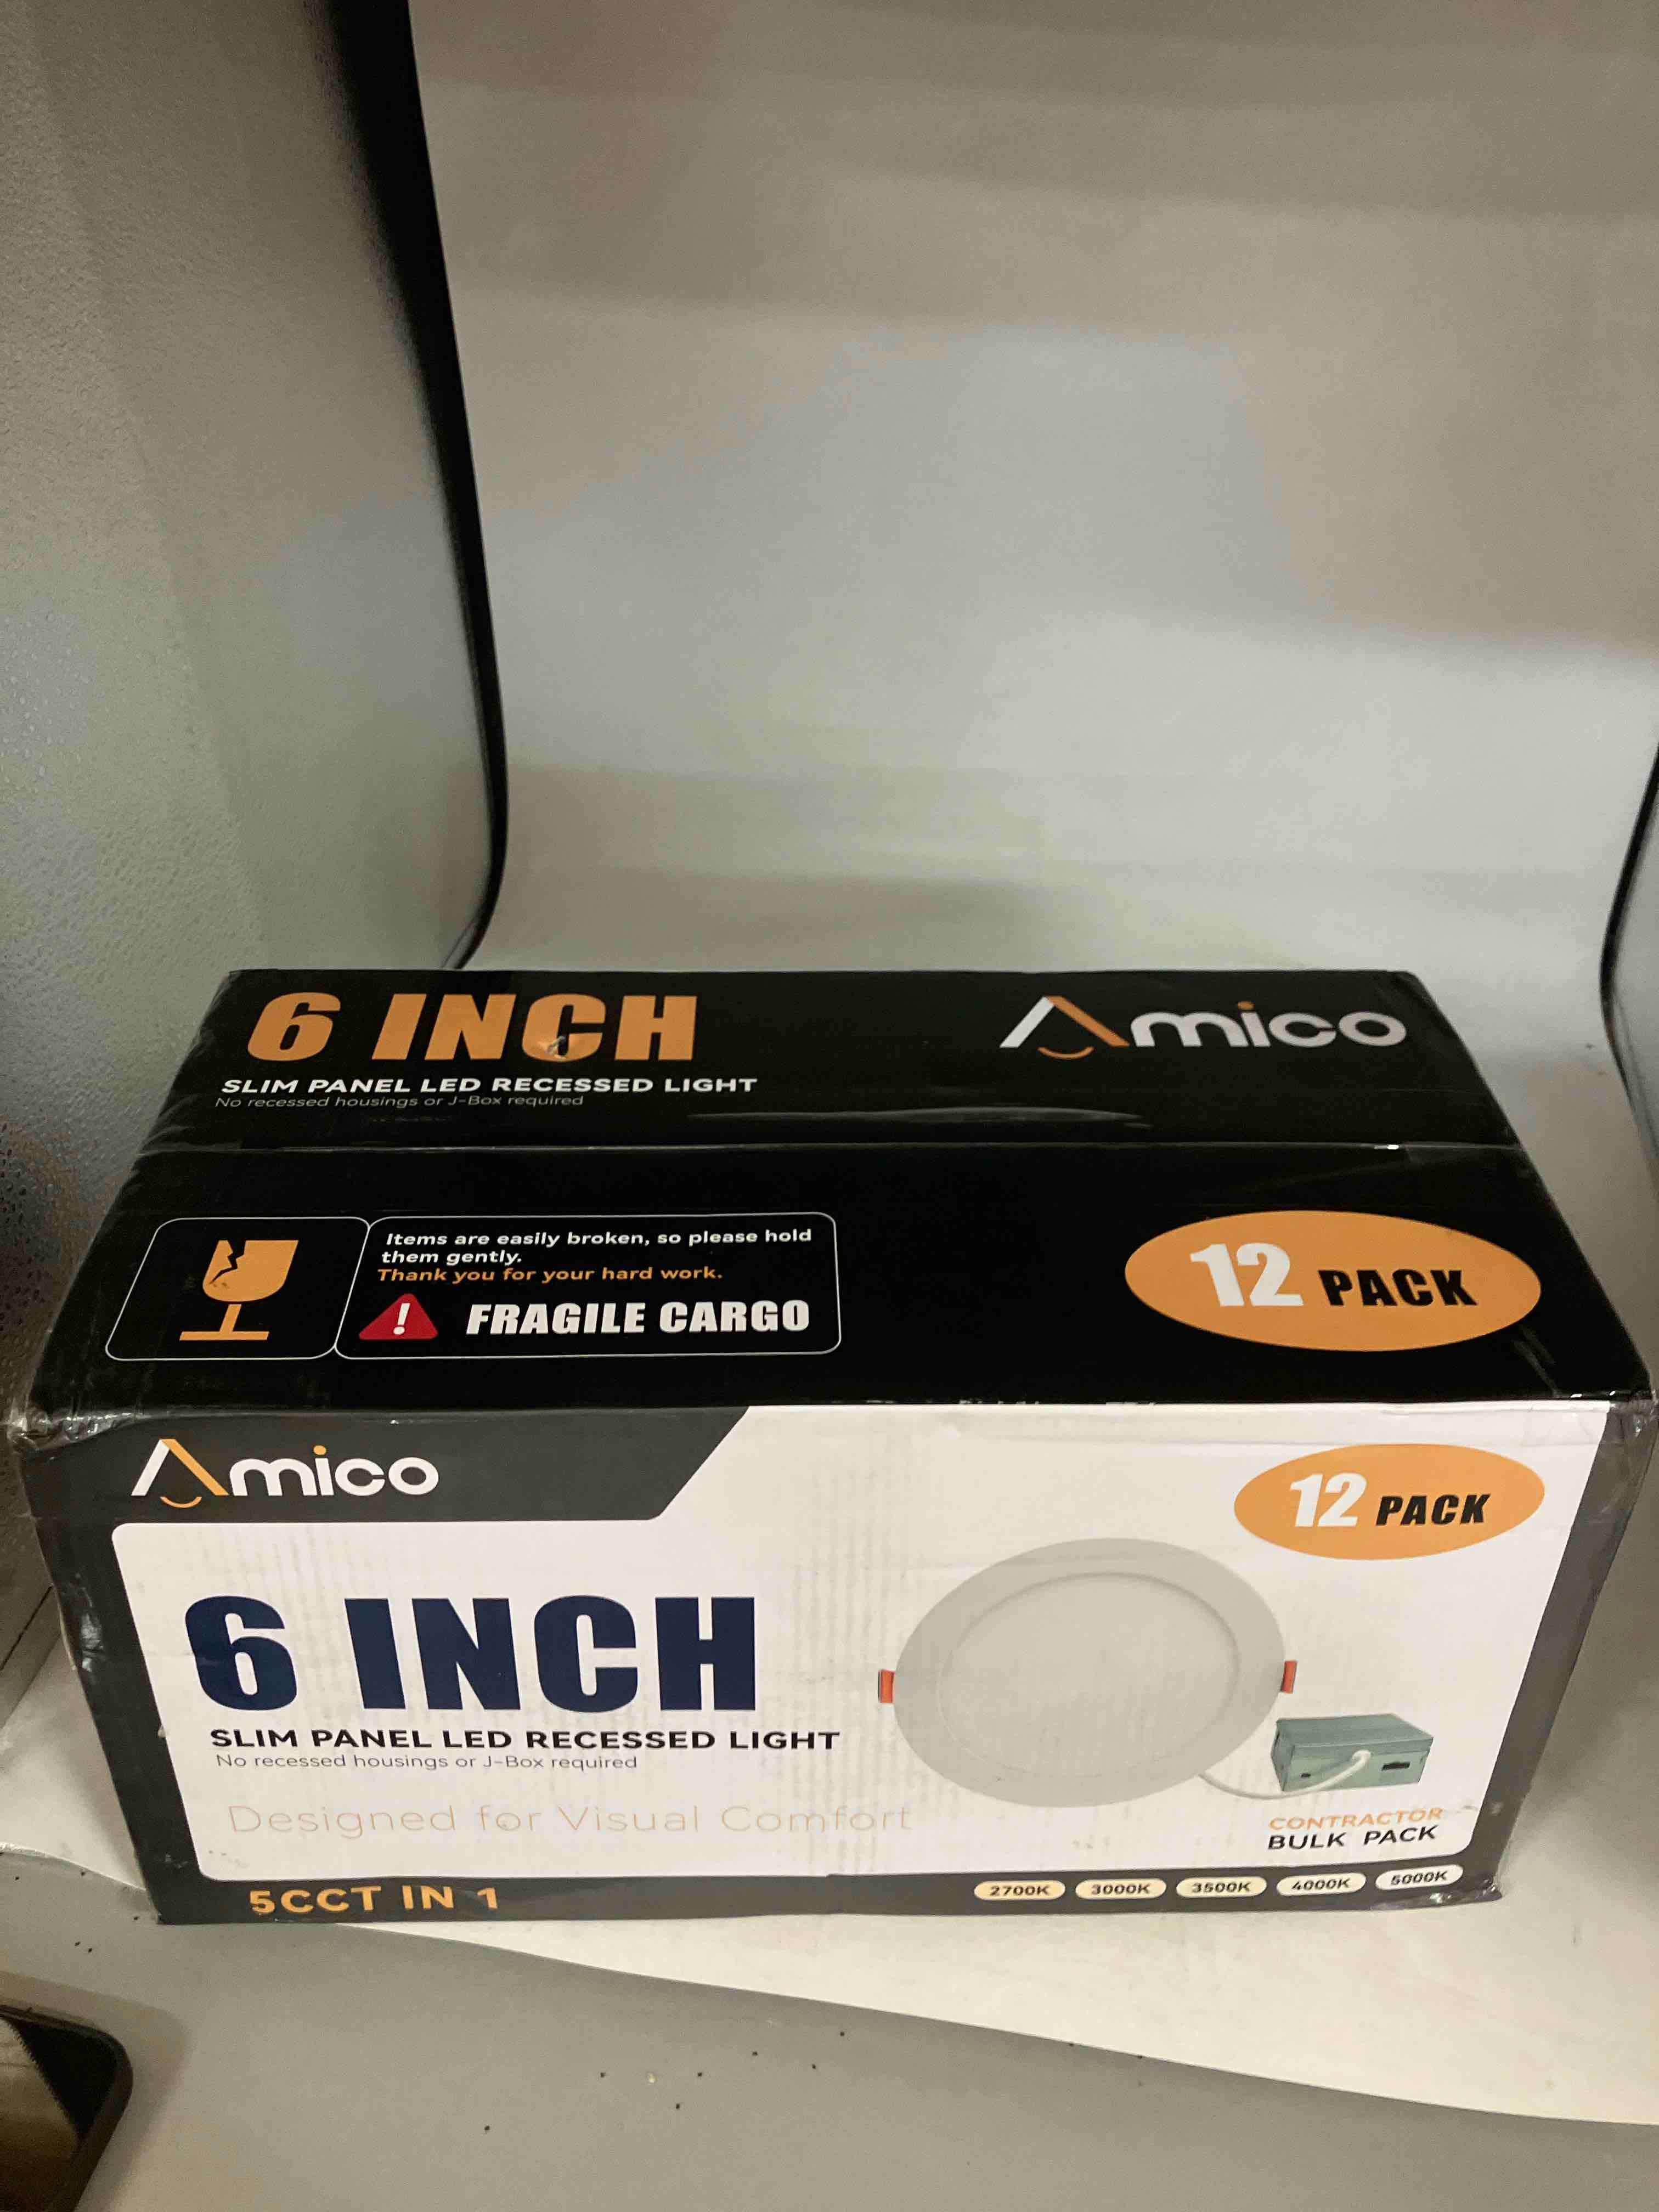 6 INCH
Amico
SLIM PANEL LED RECESSED LIGHT
No recessed housings or J-Box required
Items are easily broken, so please hold
them gently.
Thank you for your hard work.
! FRAGILE CARGO
12 PACK
Amico
12 PACK
6 INCH
SLIM PANEL LED RECESSED LIGHT
No recessed housings or J-Box required
Designed for Visual Comfort
CONTRACTOR
BULK PACK
5CCT IN 1
2700K 3000K 3500K 4000K 5000K